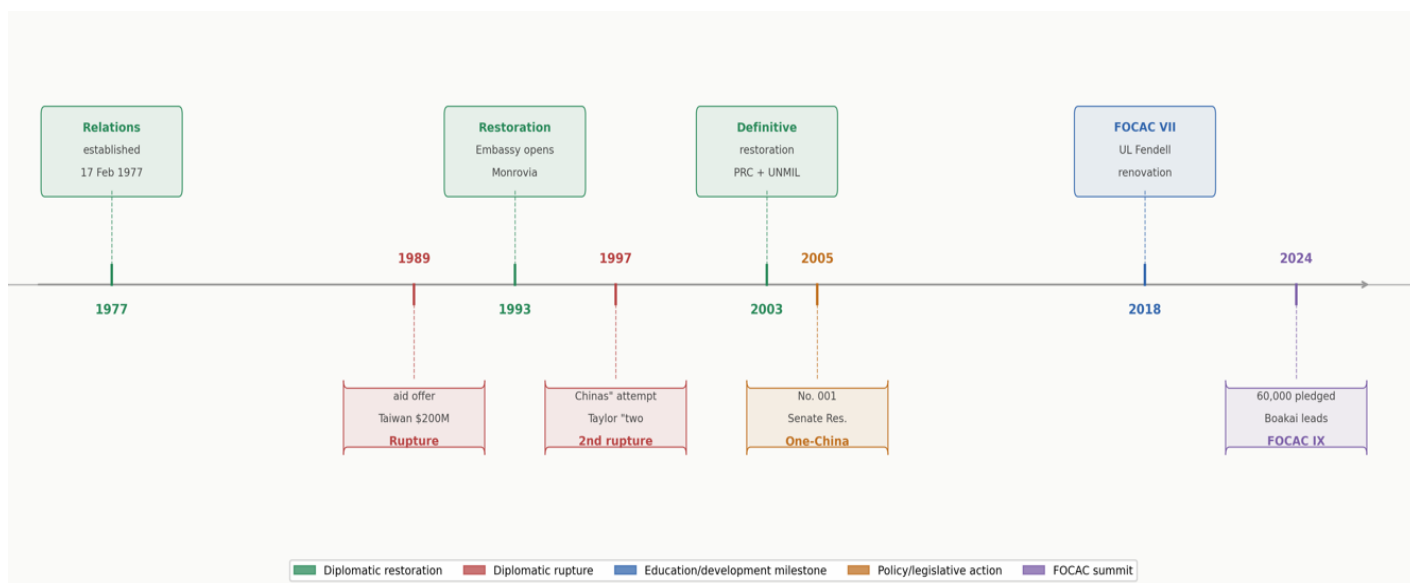 Relations
established
17 Feb 1977
Restoration
Embassy opens
Monrovia
Definitive
restoration
PRC + UNMIL
FOCAC VII
UL Fendell
renovation
1989
1997
2005
2024
1977
1993
2003
2018
aid offer
Taiwan $200M
Rupture
Chinas" attempt
Taylor "two
2nd rupture
No. 001
Senate Res.
One-China
60,000 pledged
Boakai leads
FOCAC IX
Diplomatic restoration
Diplomatic rupture
Education/development milestone
Policy/legislative action
FOCAC summit